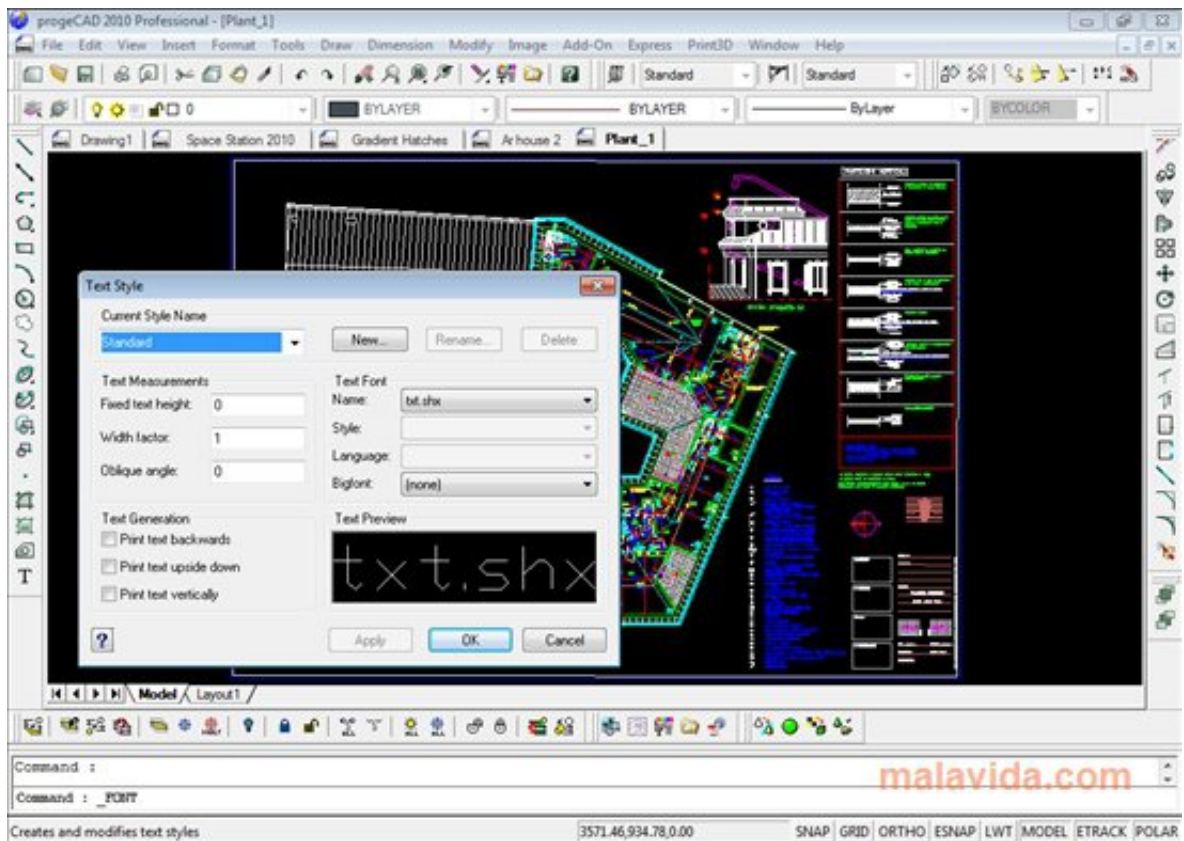 progeCAD 2010 Professional - [Plant_1]
File Edit View Insert Format Tools Draw Dimension Modify Image Add-On Express Print3D Window Help
Standard Standard
0 BYLAYER BYLAYER ByLayer BYCOLOR
Drawing1 Space Station 2010 Gradient Hatches Arhouse 2 Plant_1
Text Style
Current Style Name
Standard New... Rename... Delete
Text Measurements Text Font
Fixed text height: 0 Name: txt.shx
Width factor: 1 Style:
Language:
Oblique angle: 0
Bigfont: (none)
Text Generation Text Preview
Print text backwards
Print text upside down
Print text vertically
txt.shx
? Apply OK Cancel
T
Model Layout1
Command :
malavida.com
Command : _FONT
Creates and modifies text styles 3571.46,934.78,0.00 SNAP GRID ORTHO ESNAP LWT MODEL ETRACK POLAR